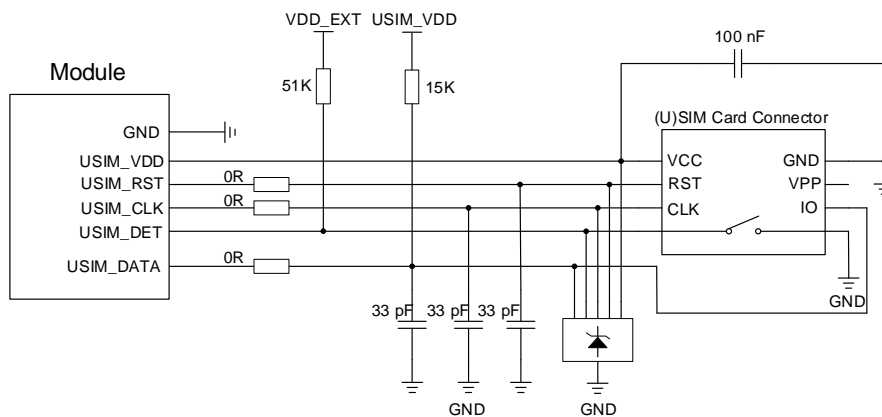 VDD_EXT USIM_VDD
100 nF
Module
51K
15K
(U)SIM Card Connector
GND
USIM_VDD
VCC
GND
USIM_RST
0R
RST
VPP
USIM_CLK
0R
CLK
IO
USIM_DET
USIM_DATA
0R
GND
33 pF 33 pF 33 pF
GND
GND